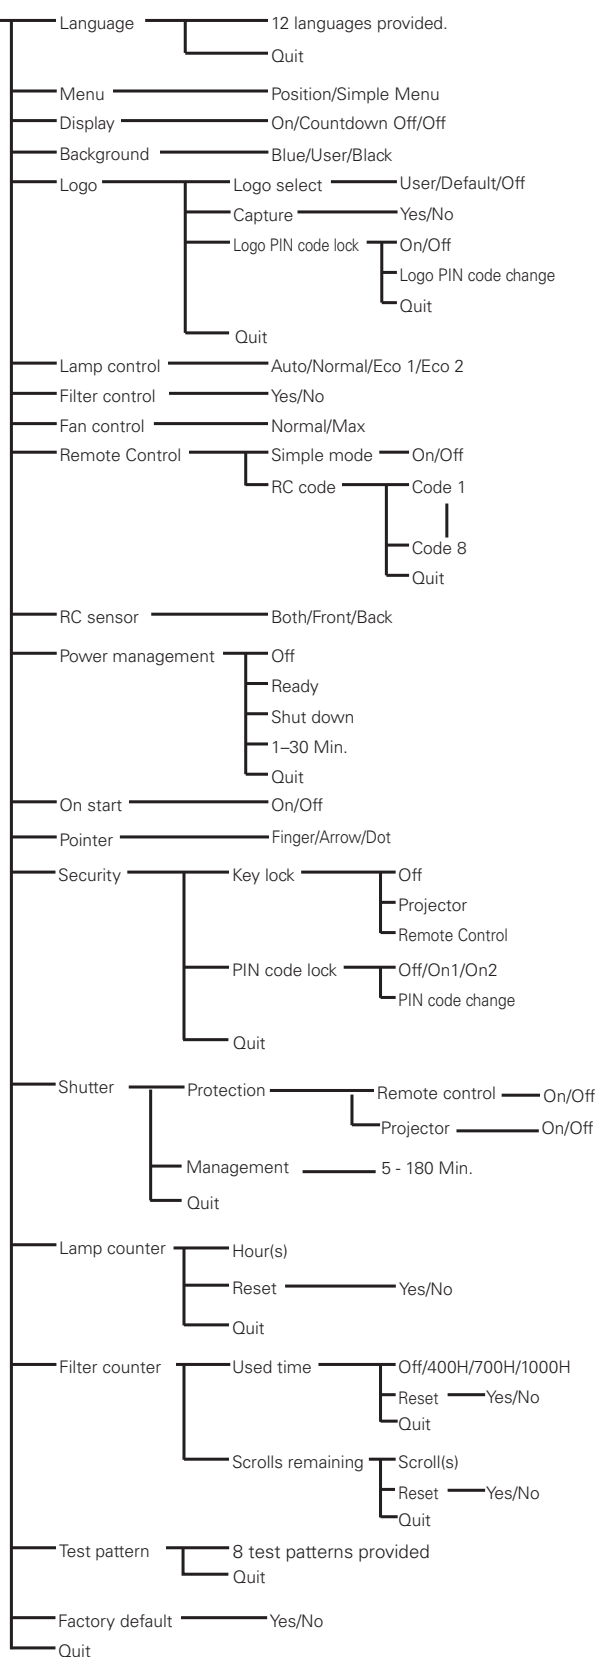 Language 12 languages provided.
Quit
Menu Position/Simple Menu
Display On/Countdown Off/Off
Background Blue/User/Black
Logo Logo select User/Default/Off
Capture Yes/No
Logo PIN code lock On/Off
Logo PIN code change
Quit
Quit
Lamp control Auto/Normal/Eco 1/Eco 2
Filter control Yes/No
Fan control Normal/Max
Remote Control Simple mode On/Off
RC code Code 1
Code 8
Quit
RC sensor Both/Front/Back
Power management Off
Ready
Shut down
1–30 Min.
Quit
On start On/Off
Pointer Finger/Arrow/Dot
Security Key lock Off
Projector
Remote Control
PIN code lock Off/On1/On2
PIN code change
Quit
Shutter Protection Remote control On/Off
Projector On/Off
Management 5 - 180 Min.
Quit
Lamp counter Hour(s)
Reset Yes/No
Quit
Filter counter Used time Off/400H/700H/1000H
Reset Yes/No
Quit
Scrolls remaining Scroll(s)
Reset Yes/No
Quit
Test pattern 8 test patterns provided
Quit
Factory default Yes/No
Quit